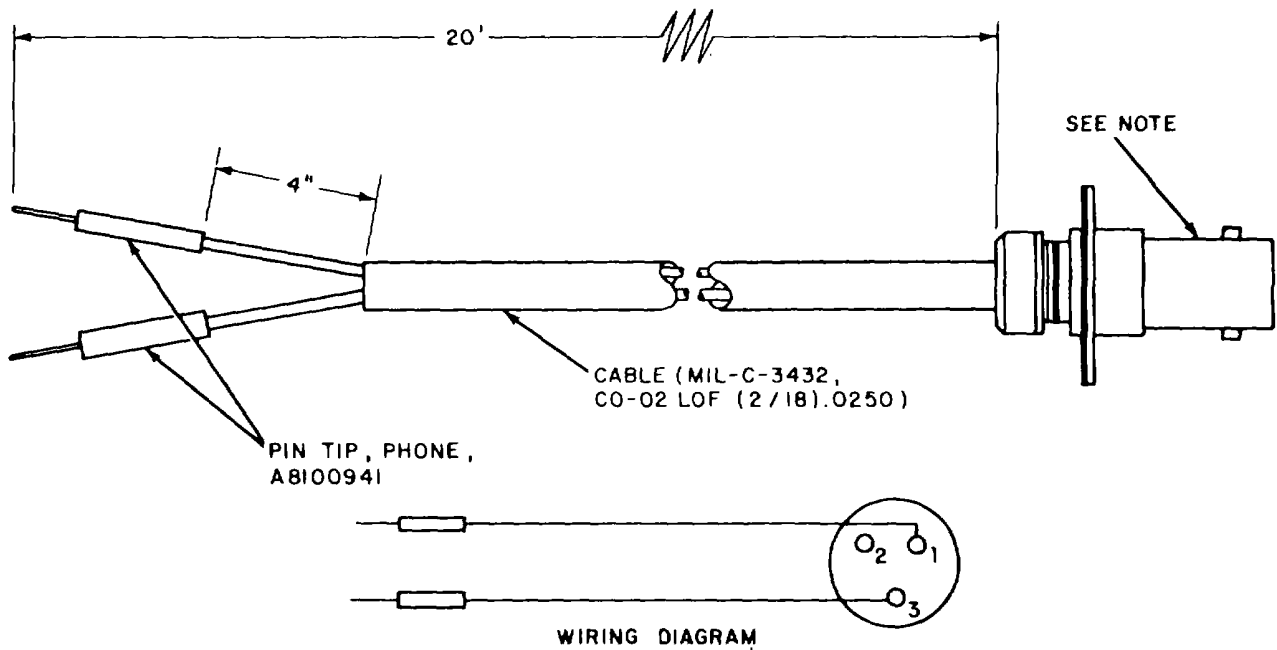 20'
SEE NOTE
4"
CABLE (MIL-C-3432,
CO-02 LOF (2/18).0250)
PIN TIP, PHONE,
A8100941
2
1
3
WIRING DIAGRAM